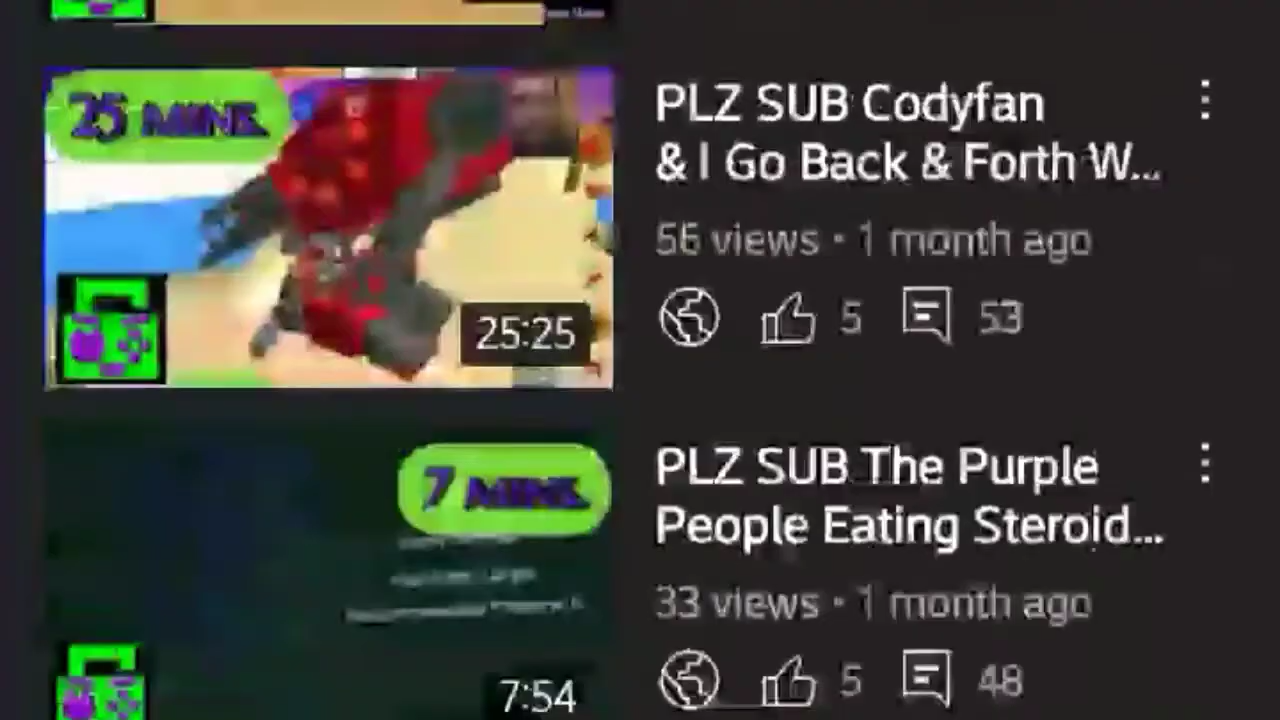 25 MINS
PLZ SUB Codyfan
& I Go Back & Forth W...
56 views • 1 month ago
5
53
25:25
7 MINS
PLZ SUB The Purple
People Eating Steroid...
33 views • 1 month ago
5
48
7:54